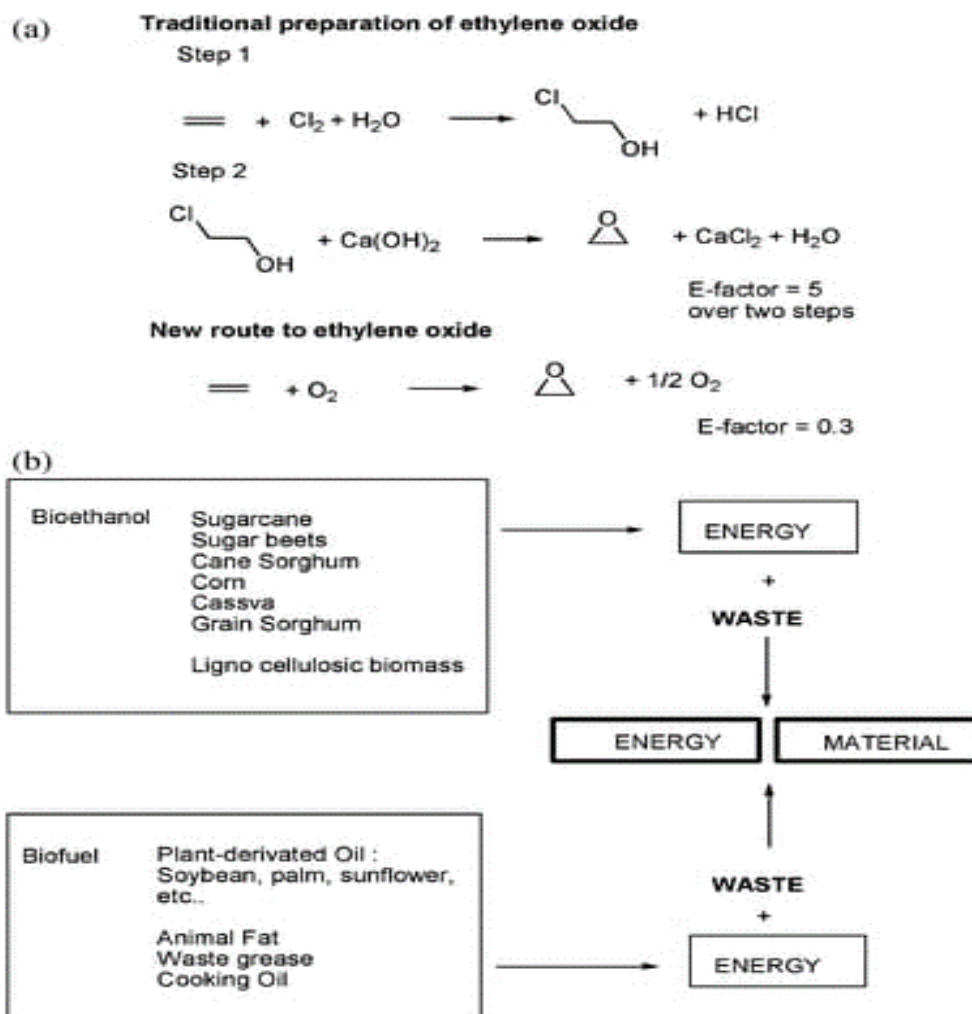 (a)
Traditional preparation of ethylene oxide
Step 1
+ Cl₂ + H₂O
Cl
OH
+ HCl
Step 2
Cl
OH
+ Ca(OH)₂
O
+ CaCl₂ + H₂O
E-factor = 5
over two steps
New route to ethylene oxide
+ O₂
O
+ 1/2 O₂
E-factor = 0.3
(b)
Bioethanol
Sugarcane
Sugar beets
Cane Sorghum
Corn
Cassva
Grain Sorghum
Ligno cellulosic biomass
ENERGY
+
WASTE
ENERGY
MATERIAL
Biofuel
Plant-derivated Oil :
Soybean, palm, sunflower,
etc..
Animal Fat
Waste grease
Cooking Oil
WASTE
+
ENERGY